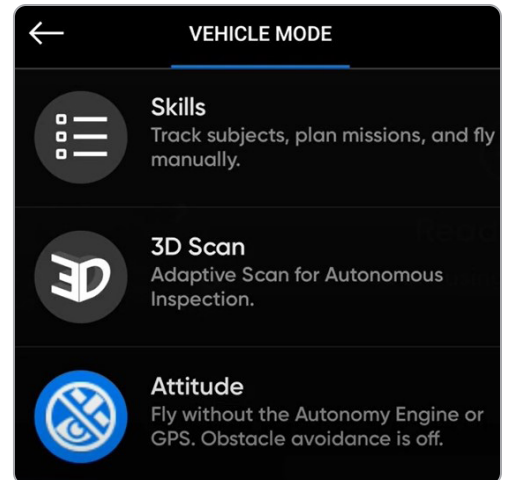 VEHICLE MODE
Skills
Track subjects, plan missions, and fly
manually.
3D
3D Scan
Adaptive Scan for Autonomous
Inspection.
Attitude
Fly without the Autonomy Engine or
GPS. Obstacle avoidance is off.